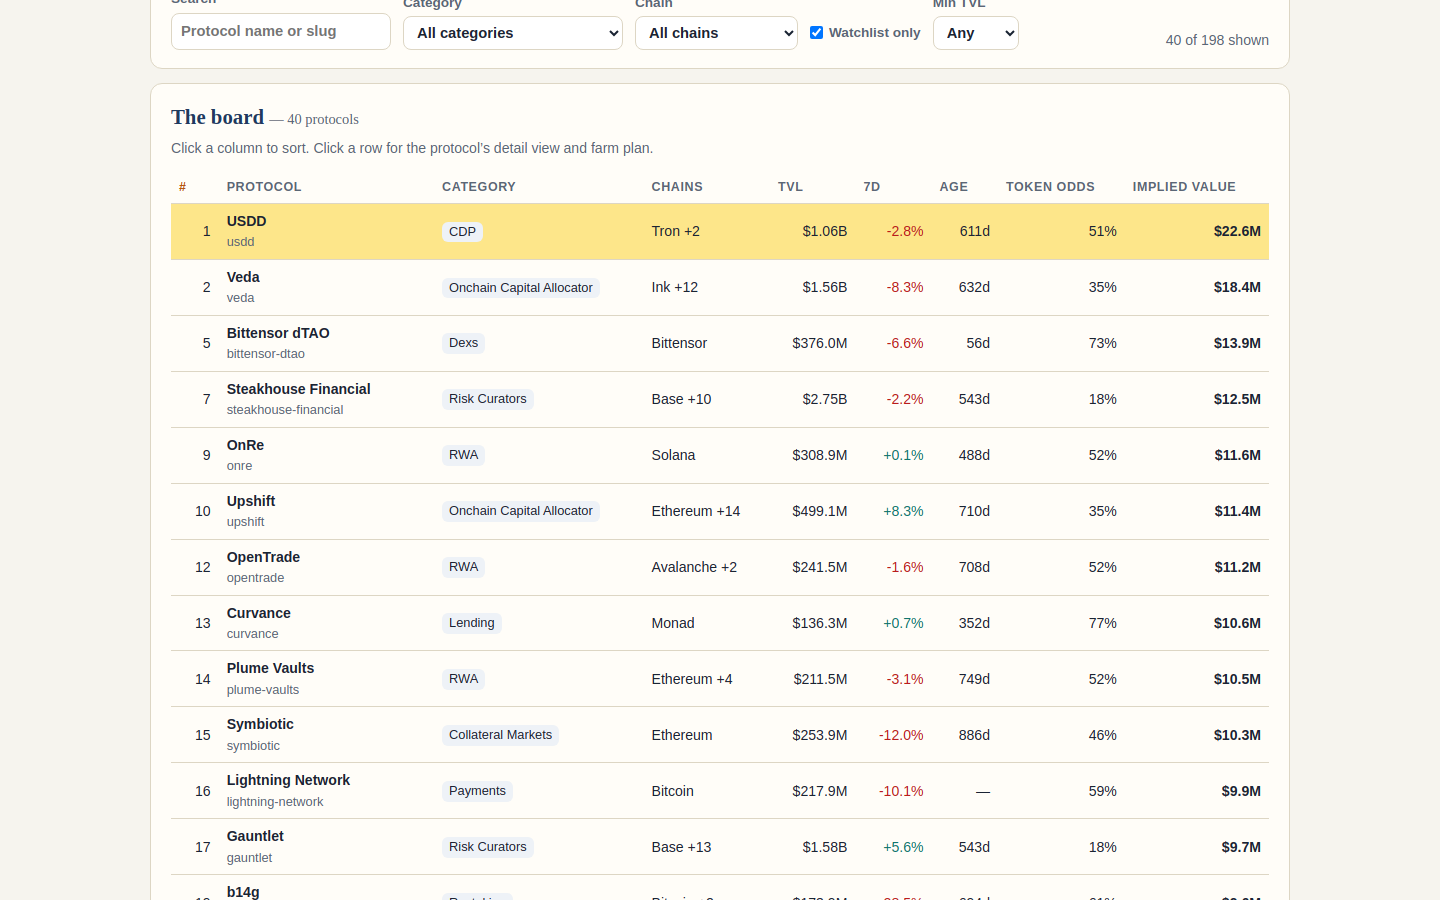 Search
Category
Chain
Min TVL
Protocol name or slug
All categories
All chains
Watchlist only
Any
40 of 198 shown
The board — 40 protocols
Click a column to sort. Click a row for the protocol's detail view and farm plan.
# PROTOCOL CATEGORY CHAINS TVL 7D AGE TOKEN ODDS IMPLIED VALUE
1 USDD usdd CDP Tron +2 $1.06B -2.8% 611d 51% $22.6M
2 Veda veda Onchain Capital Allocator Ink +12 $1.56B -8.3% 632d 35% $18.4M
5 Bittensor dTAO bittensor-dtao Dexs Bittensor $376.0M -6.6% 56d 73% $13.9M
7 Steakhouse Financial steakhouse-financial Risk Curators Base +10 $2.75B -2.2% 543d 18% $12.5M
9 OnRe onre RWA Solana $308.9M +0.1% 488d 52% $11.6M
10 Upshift upshift Onchain Capital Allocator Ethereum +14 $499.1M +8.3% 710d 35% $11.4M
12 OpenTrade opentrade RWA Avalanche +2 $241.5M -1.6% 708d 52% $11.2M
13 Curvance curvance Lending Monad $136.3M +0.7% 352d 77% $10.6M
14 Plume Vaults plume-vaults RWA Ethereum +4 $211.5M -3.1% 749d 52% $10.5M
15 Symbiotic symbiotic Collateral Markets Ethereum $253.9M -12.0% 886d 46% $10.3M
16 Lightning Network lightning-network Payments Bitcoin $217.9M -10.1% — 59% $9.9M
17 Gauntlet gauntlet Risk Curators Base +13 $1.58B +5.6% 543d 18% $9.7M
b14g